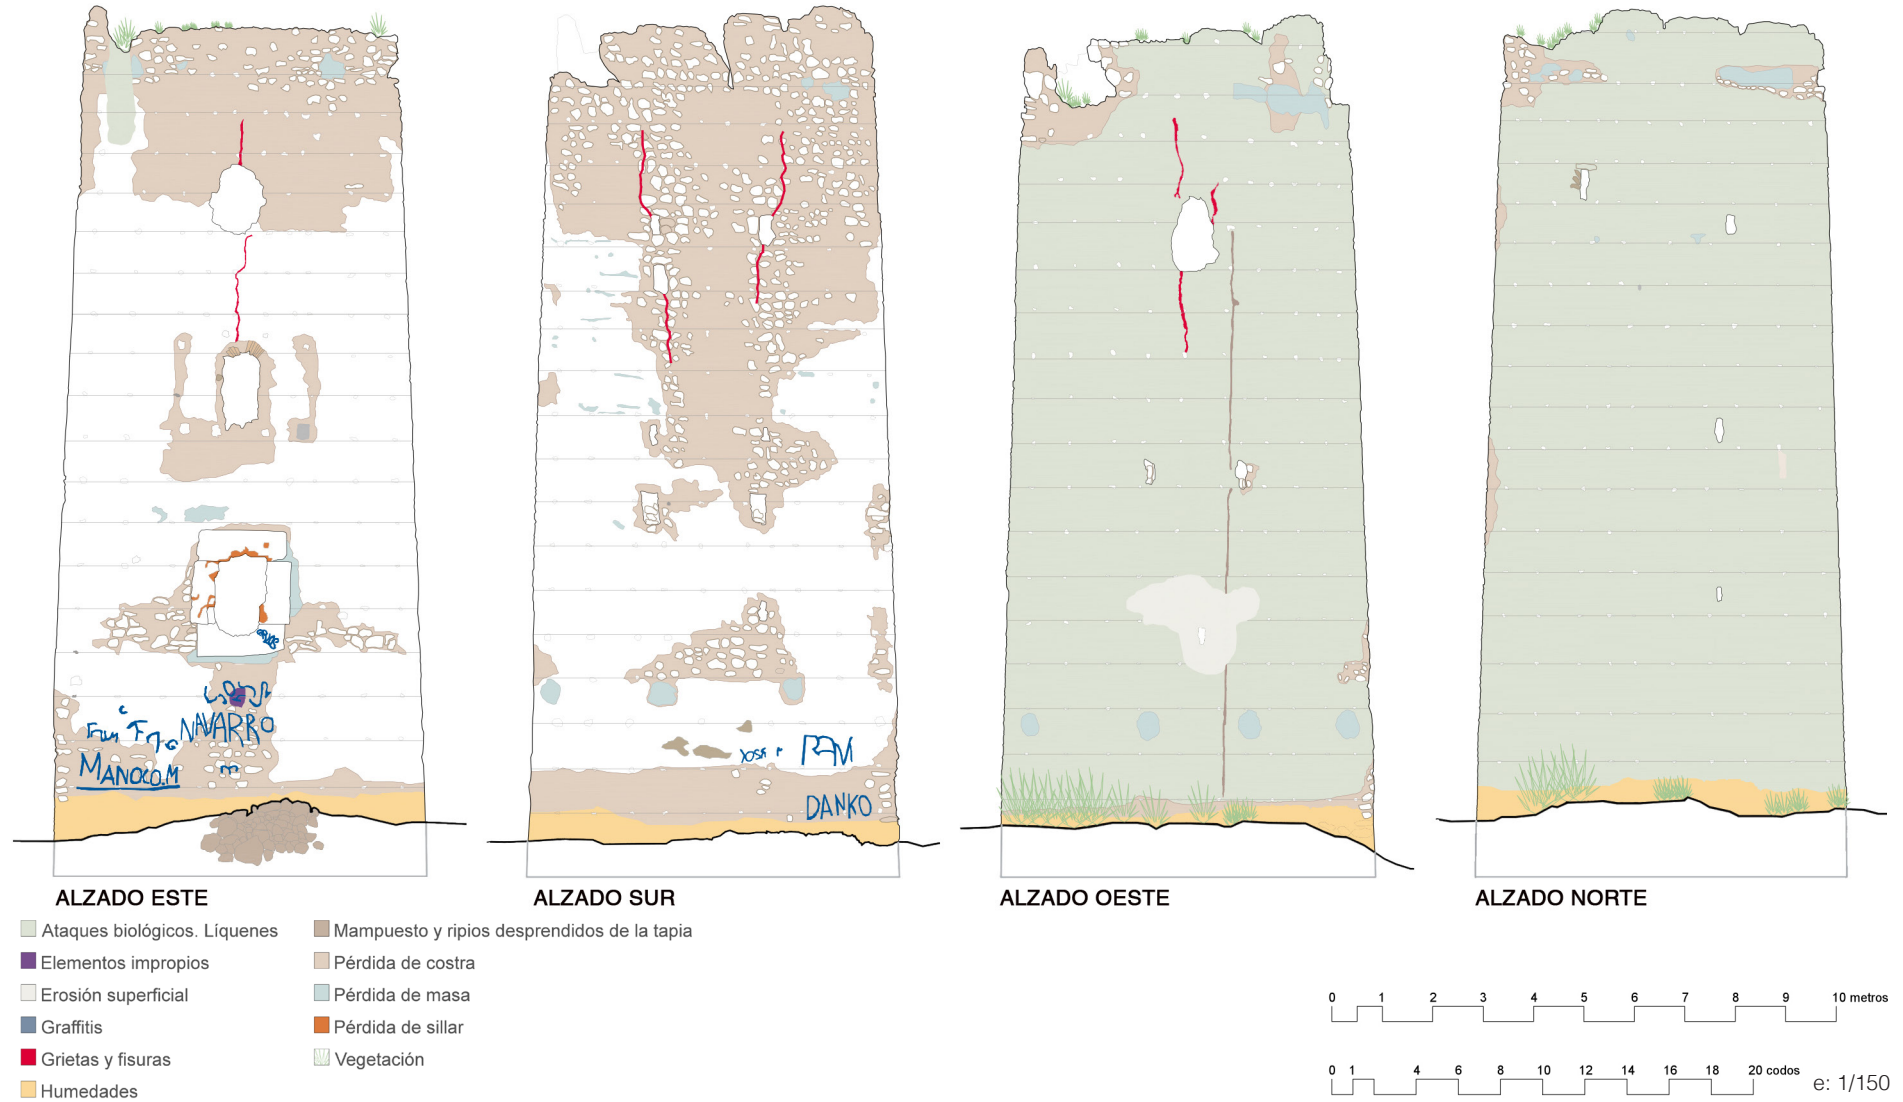 NAVARRO
MANOLO.M
JOSE P
DANKO
ALZADO ESTE
ALZADO SUR
ALZADO OESTE
ALZADO NORTE
Ataques biológicos. Líquenes
Elementos impropios
Erosión superficial
Graffitis
Grietas y fisuras
Humedades
Mampuesto y ripios desprendidos de la tapia
Pérdida de costra
Pérdida de masa
Pérdida de sillar
Vegetación
0 1 2 3 4 5 6 7 8 9 10 metros
0 1 4 6 8 10 12 14 16 18 20 codos
e: 1/150